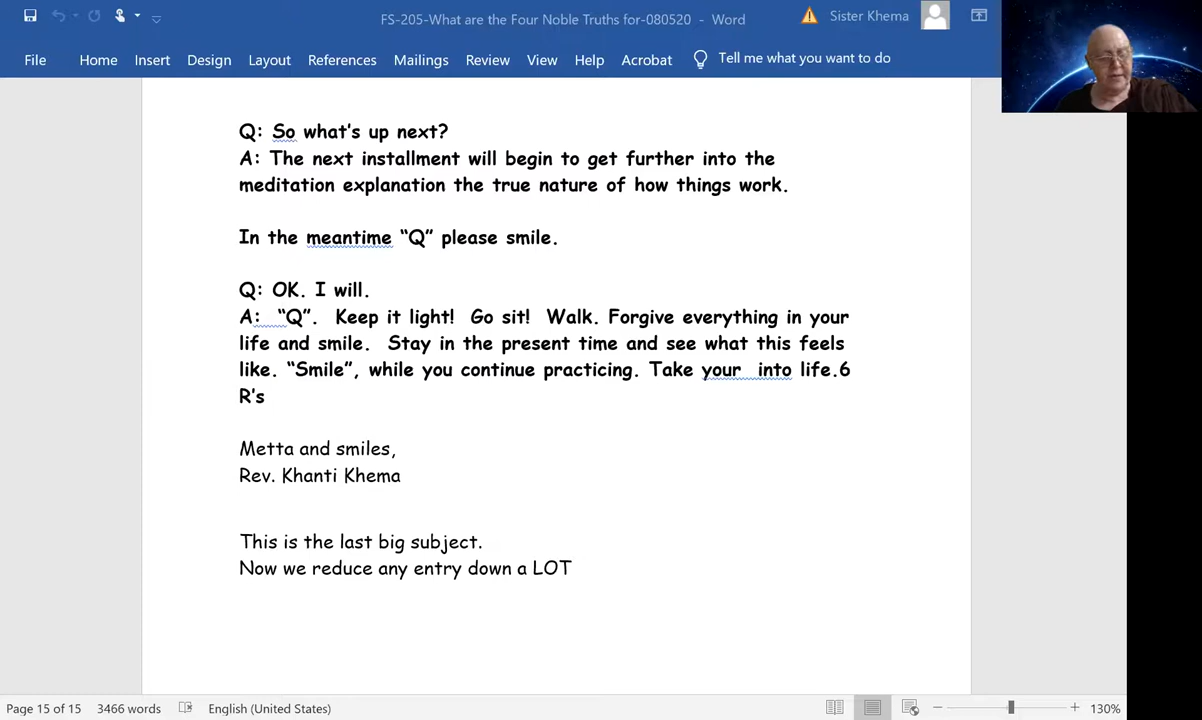 FS-205-What are the Four Noble Truths for-080520 - Word
Sister Khema
File Home Insert Design Layout References Mailings Review View Help Acrobat Tell me what you want to do
Q: So what's up next?
A: The next installment will begin to get further into the
meditation explanation the true nature of how things work.
In the meantime “Q” please smile.
Q: OK. I will.
A: “Q”. Keep it light! Go sit! Walk. Forgive everything in your
life and smile. Stay in the present time and see what this feels
like. “Smile”, while you continue practicing. Take your into life.6
R's
Metta and smiles,
Rev. Khanti Khema
This is the last big subject.
Now we reduce any entry down a LOT
Page 15 of 15 3466 words English (United States) 130%